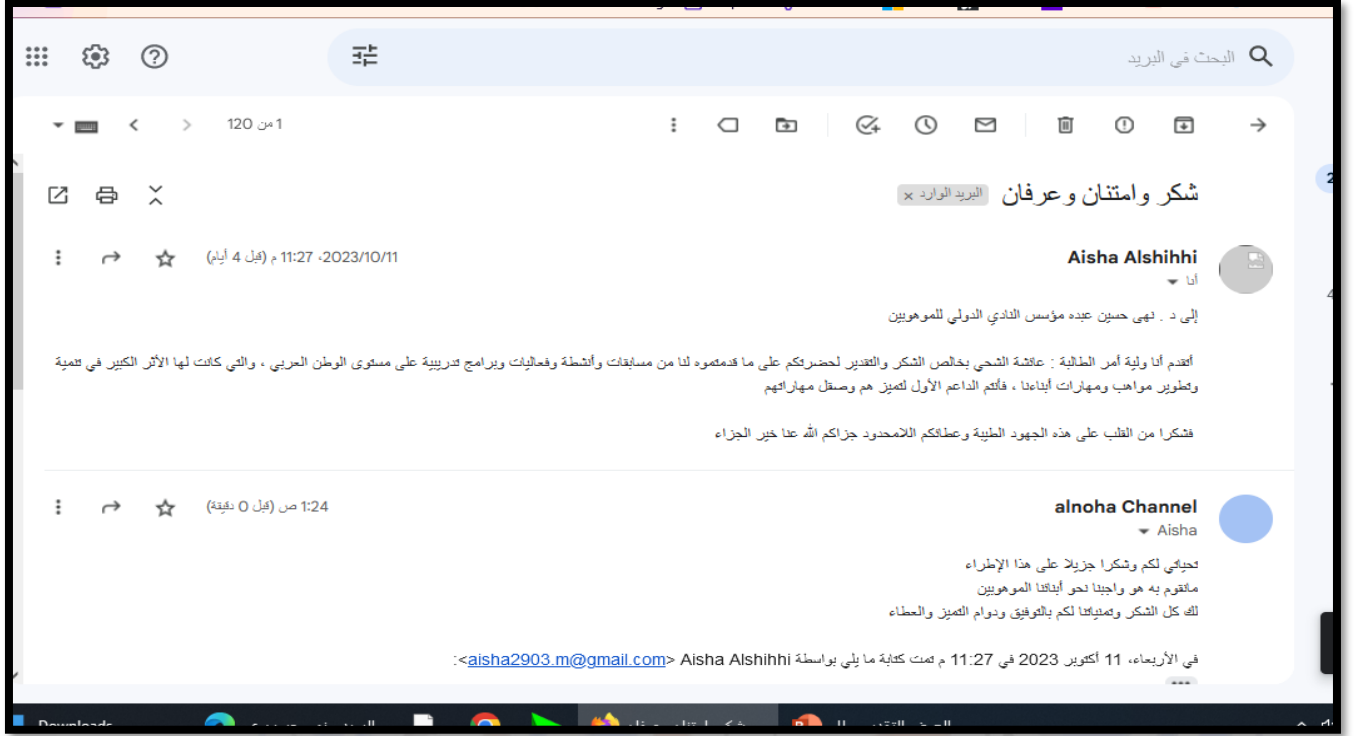 البحث في البريد
1 من 120
شكر وامتنان وعرفان البريد الوارد ×
Aisha Alshihhi
2023/10/11، 11:27 م (قبل 4 أيام)
أنا
إلى د . نهى حسين عبده مؤسس النادي الدولي للموهوبين
أتقدم أنا ولية أمر الطالبة : عائشة الشحي بخالص الشكر والتقدير لحضرتكم على ما قدمتموه لنا من مسابقات وأنشطة وفعاليات وبرامج تدريبية على مستوى الوطن العربي ، والتي كانت لها الأثر الكبير في تنمية
وتطوير مواهب ومهارات أبناءنا ، فأنتم الداعم الأول لتميز هم وصقل مهاراتهم
فشكرا من القلب على هذه الجهود الطيبة وعطائكم اللامحدود جزاكم الله عنا خير الجزاء
alnoha Channel
1:24 ص (قبل 0 دقيقة)
Aisha
تحياتي لكم وشكرا جزيلا على هذا الإطراء
مانقوم به هو واجبنا نحو أبنائنا الموهوبين
لك كل الشكر وتمنياتنا لكم بالتوفيق ودوام التميز والعطاء
في الأربعاء، 11 أكتوبر 2023 في 11:27 م تمت كتابة ما يلي بواسطة Aisha Alshihhi <aisha2903.m@gmail.com>: